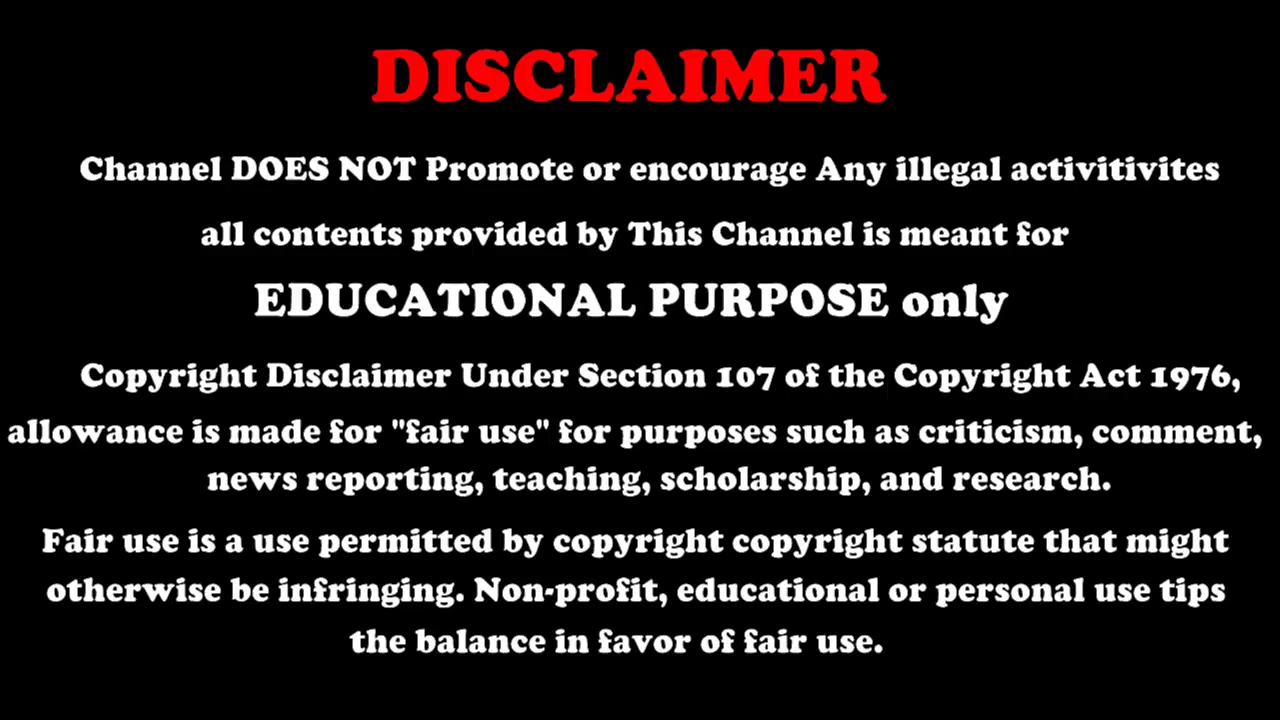 DISCLAIMER
Channel DOES NOT Promote or encourage Any illegal activitivites
all contents provided by This Channel is meant for
EDUCATIONAL PURPOSE only
Copyright Disclaimer Under Section 107 of the Copyright Act 1976,
allowance is made for "fair use" for purposes such as criticism, comment,
news reporting, teaching, scholarship, and research.
Fair use is a use permitted by copyright copyright statute that might
otherwise be infringing. Non-profit, educational or personal use tips
the balance in favor of fair use.